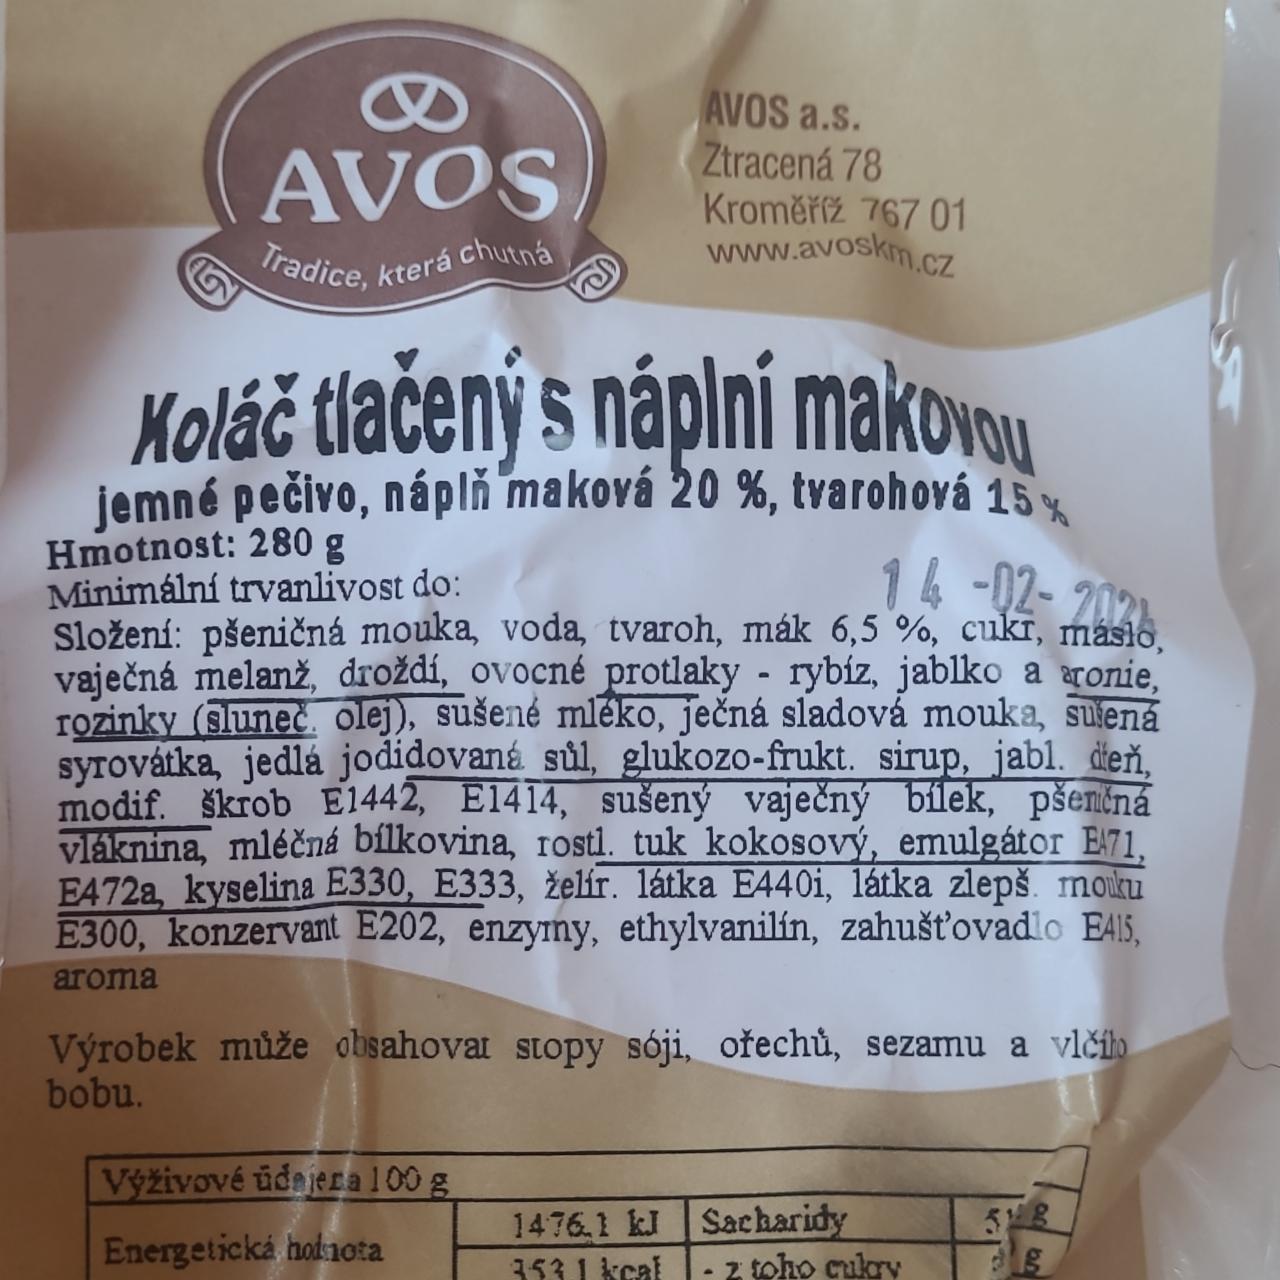 AVOS
Tradice, která chutná
AVOS a.s.
Ztracená 78
Kroměříž 767 01
www.avoskm.cz
Koláč tlačený s náplní makovou
jemné pečivo, náplň maková 20 %, tvarohová 15 %
Hmotnost: 280 g
Minimální trvanlivost do:
14 -02-
Složení: pšeničná mouka, voda, tvaroh, mák 6,5 %, cukr, máslo,
vaječná melanž, droždí, ovocné protlaky - rybíz, jablko a aronie,
rozinky (sluneč. olej), sušené mléko, ječná sladová mouka, sušená
syrovátka, jedlá jodidovaná sůl, glukozo-frukt. sirup, jabl. dřeň,
modif. škrob E1442, E1414, sušený vaječný bílek, pšeničná
vláknina, mléčná bílkovina, rostl. tuk kokosový, emulgátor E471,
E472a, kyselina E330, E333, želír. látka E440i, látka zlepš. mouku
E300, konzervant E202, enzymy, ethylvanilín, zahušťovadlo E415,
aroma
Výrobek může obsahovat stopy sóji, ořechů, sezamu a vlčího
bobu.
Výživové údaje na 100 g
Energetická hodnota
1476,1 kJ
Sacharidy
g
353,1 kcal
- z toho cukry
g